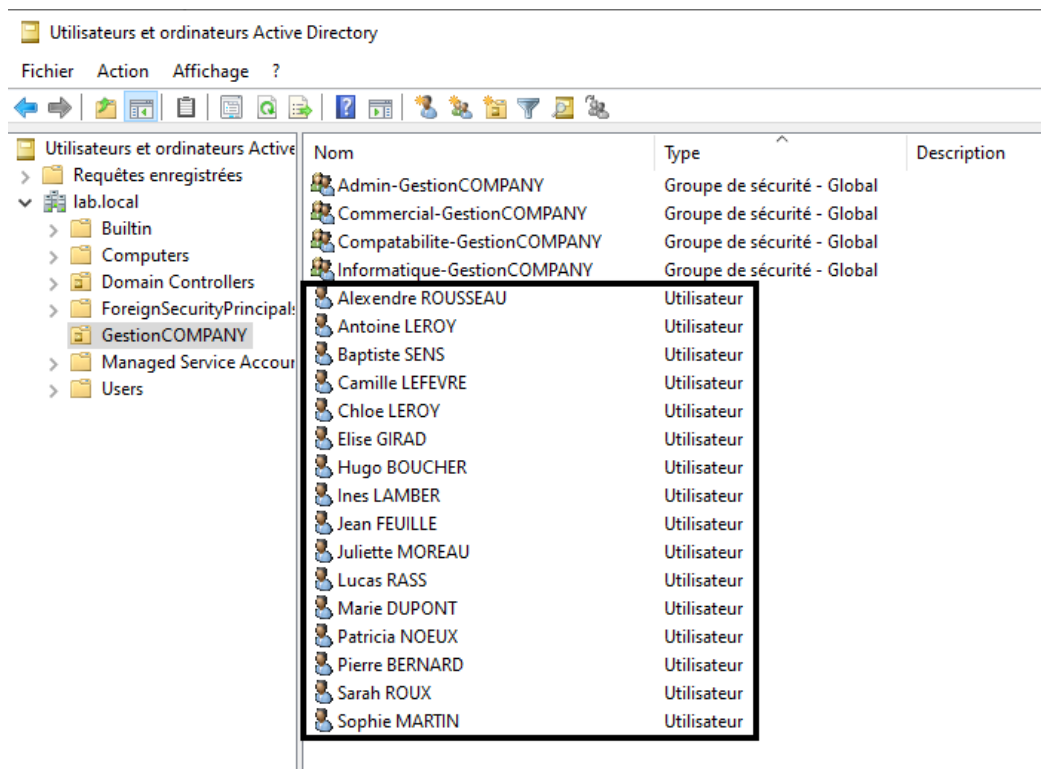 Utilisateurs et ordinateurs Active Directory
Fichier Action Affichage ?
Utilisateurs et ordinateurs Active
Requêtes enregistrées
lab.local
Builtin
Computers
Domain Controllers
ForeignSecurityPrincipals
GestionCOMPANY
Managed Service Accour
Users
Nom Type Description
Admin-GestionCOMPANY Groupe de sécurité - Global
Commercial-GestionCOMPANY Groupe de sécurité - Global
Compatabilite-GestionCOMPANY Groupe de sécurité - Global
Informatique-GestionCOMPANY Groupe de sécurité - Global
Alexendre ROUSSEAU Utilisateur
Antoine LEROY Utilisateur
Baptiste SENS Utilisateur
Camille LEFEVRE Utilisateur
Chloe LEROY Utilisateur
Elise GIRAD Utilisateur
Hugo BOUCHER Utilisateur
Ines LAMBER Utilisateur
Jean FEUILLE Utilisateur
Juliette MOREAU Utilisateur
Lucas RASS Utilisateur
Marie DUPONT Utilisateur
Patricia NOEUX Utilisateur
Pierre BERNARD Utilisateur
Sarah ROUX Utilisateur
Sophie MARTIN Utilisateur